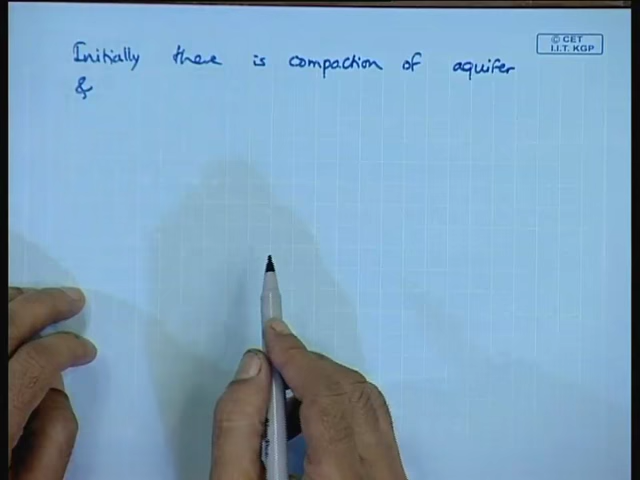 Initially there is compaction of aquifer
&
© CET
I.I.T. KGP